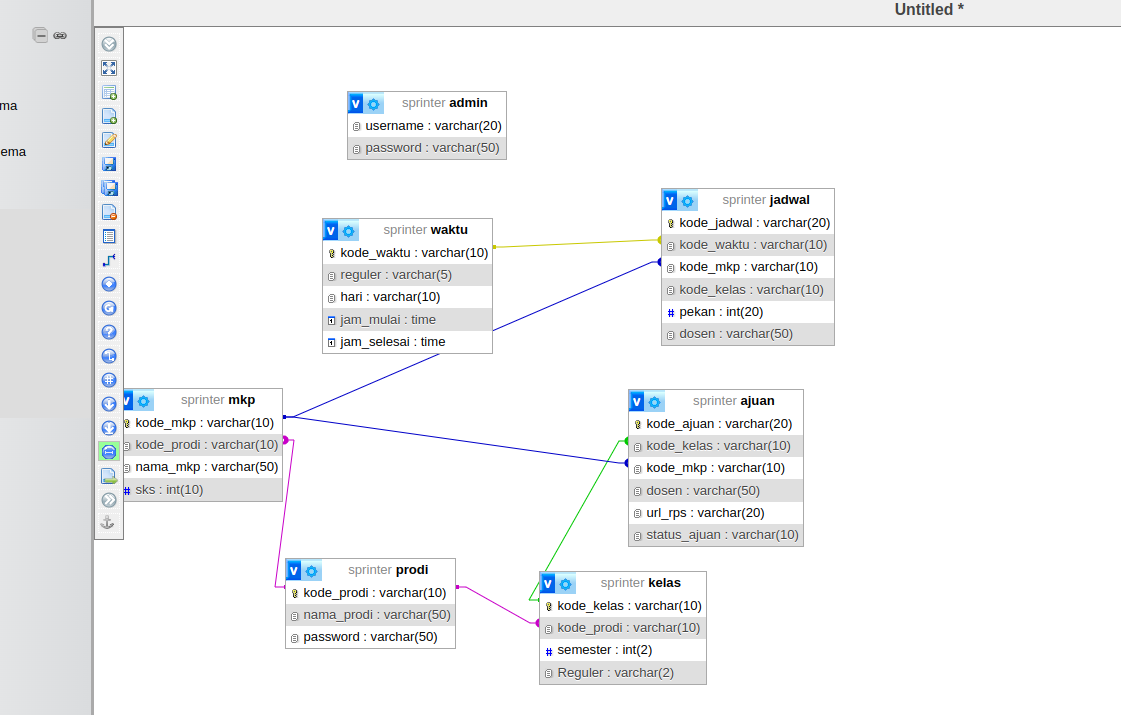 Untitled *
ma
ema
v sprinter admin
username : varchar(20)
password : varchar(50)
v sprinter jadwal
kode_jadwal : varchar(20)
kode_waktu : varchar(10)
kode_mkp : varchar(10)
kode_kelas : varchar(10)
# pekan : int(20)
dosen : varchar(50)
v sprinter waktu
kode_waktu : varchar(10)
reguler : varchar(5)
hari : varchar(10)
jam_mulai : time
jam_selesai : time
v sprinter mkp
kode_mkp : varchar(10)
kode_prodi : varchar(10)
nama_mkp : varchar(50)
# sks : int(10)
v sprinter ajuan
kode_ajuan : varchar(20)
kode_kelas : varchar(10)
kode_mkp : varchar(10)
dosen : varchar(50)
url_rps : varchar(20)
status_ajuan : varchar(10)
v sprinter prodi
kode_prodi : varchar(10)
nama_prodi : varchar(50)
password : varchar(50)
v sprinter kelas
kode_kelas : varchar(10)
kode_prodi : varchar(10)
# semester : int(2)
Reguler : varchar(2)